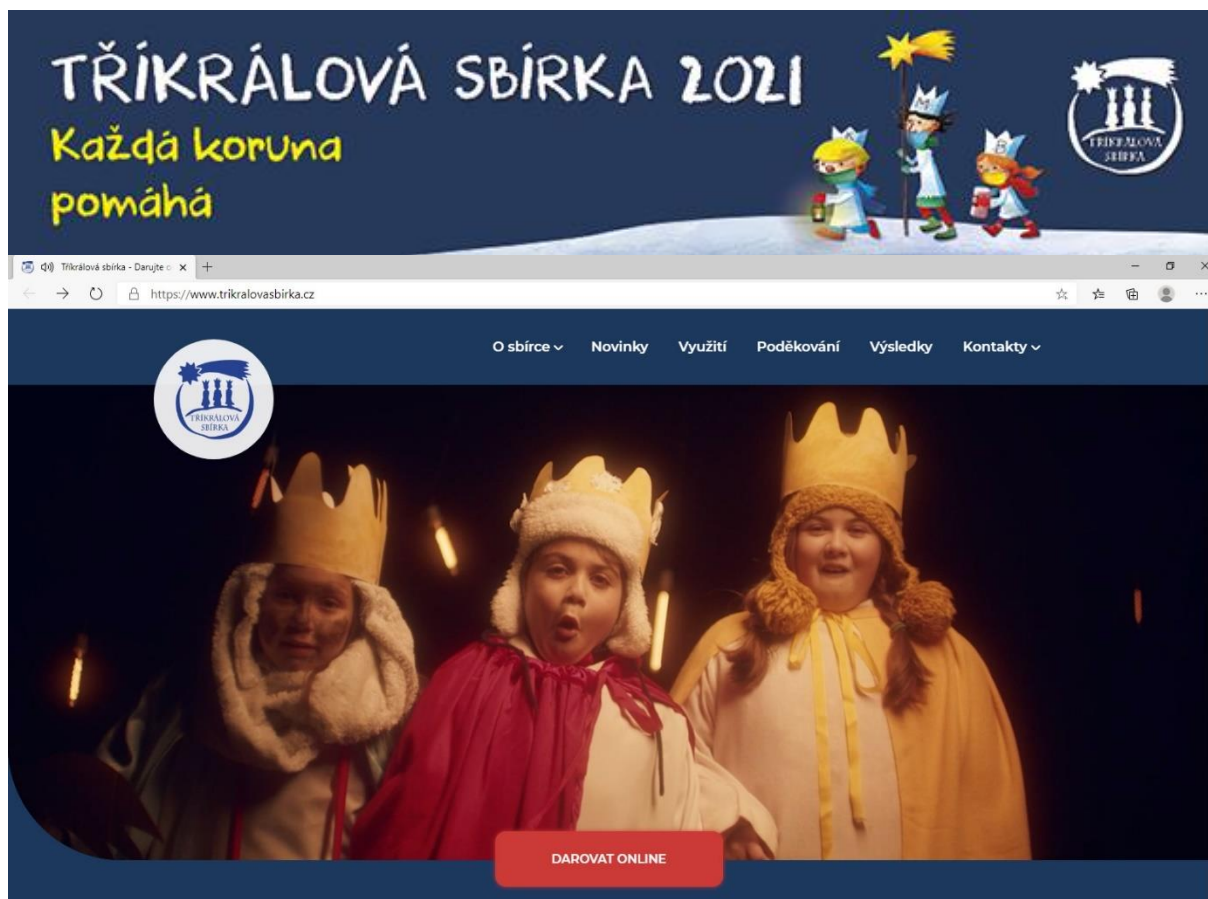 TŘÍKRÁLOVÁ SBÍRKA 2021
Každá koruna
pomáhá
K M B
TŘÍKRÁLOVÁ
SBÍRKA
Tříkrálová sbírka - Darujte o
https://www.trikralovasbirka.cz
O sbírce Novinky Využití Poděkování Výsledky Kontakty
TŘÍKRÁLOVÁ
SBÍRKA
DAROVAT ONLINE